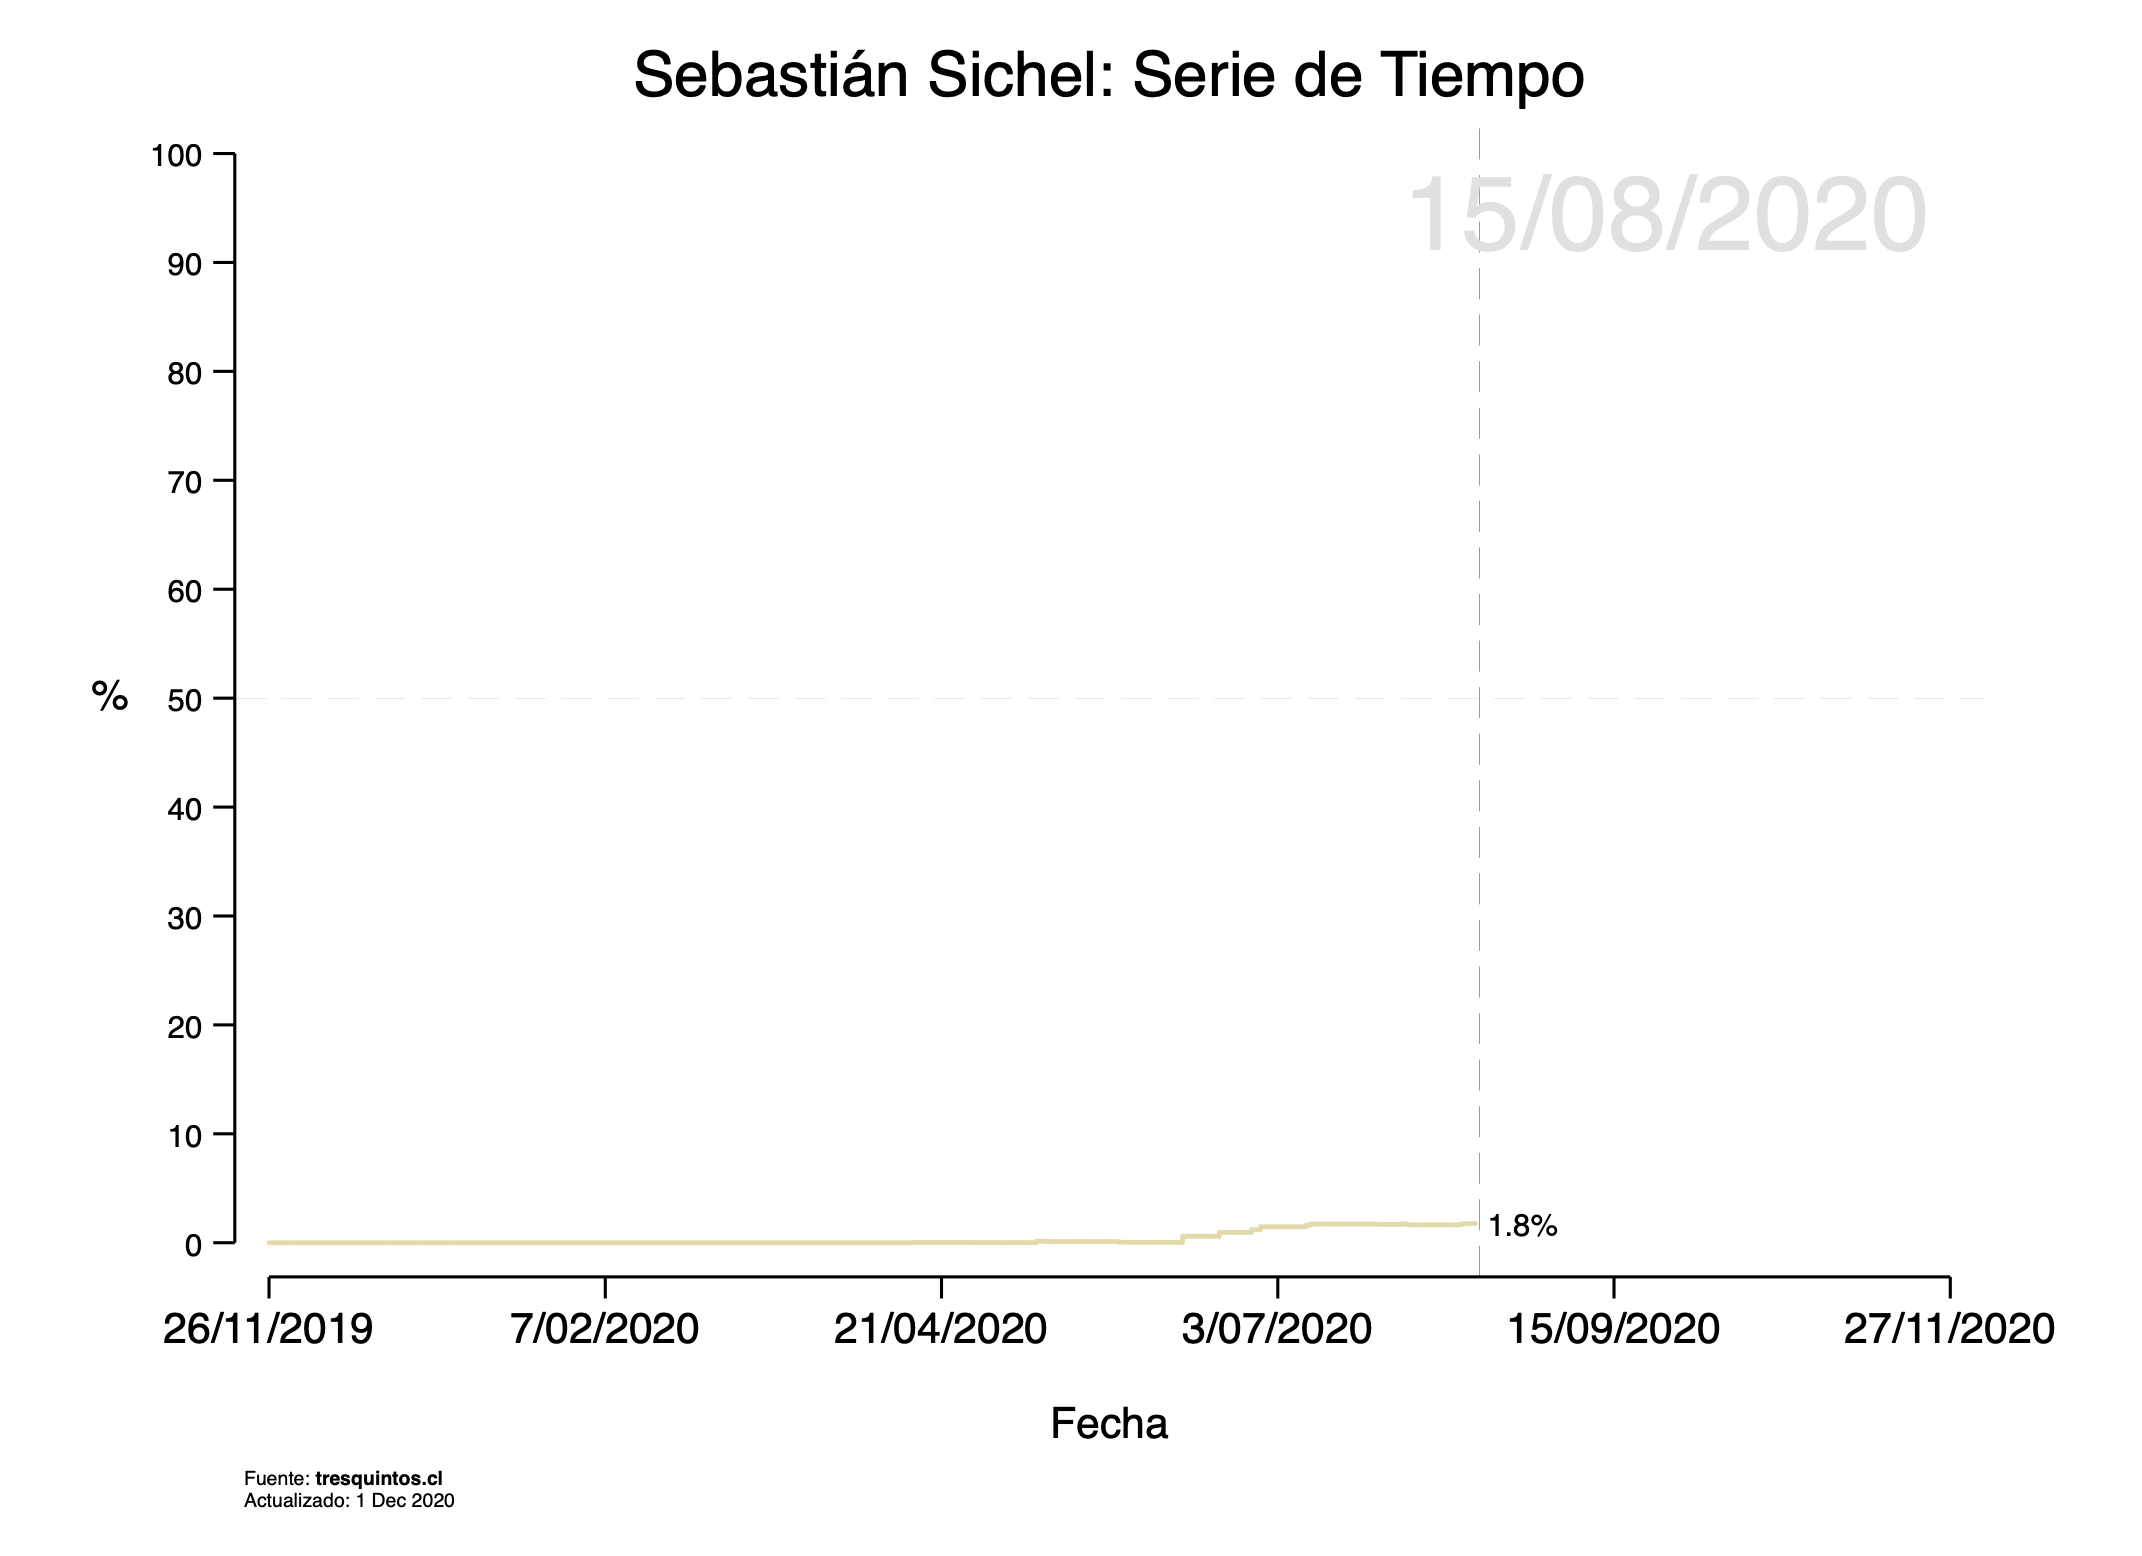 Sebastián Sichel: Serie de Tiempo
15/08/2020
100
90
80
70
60
% 50
40
30
20
10
0
1.8%
26/11/2019 7/02/2020 21/04/2020 3/07/2020 15/09/2020 27/11/2020
Fecha
Fuente: tresquintos.cl
Actualizado: 1 Dec 2020